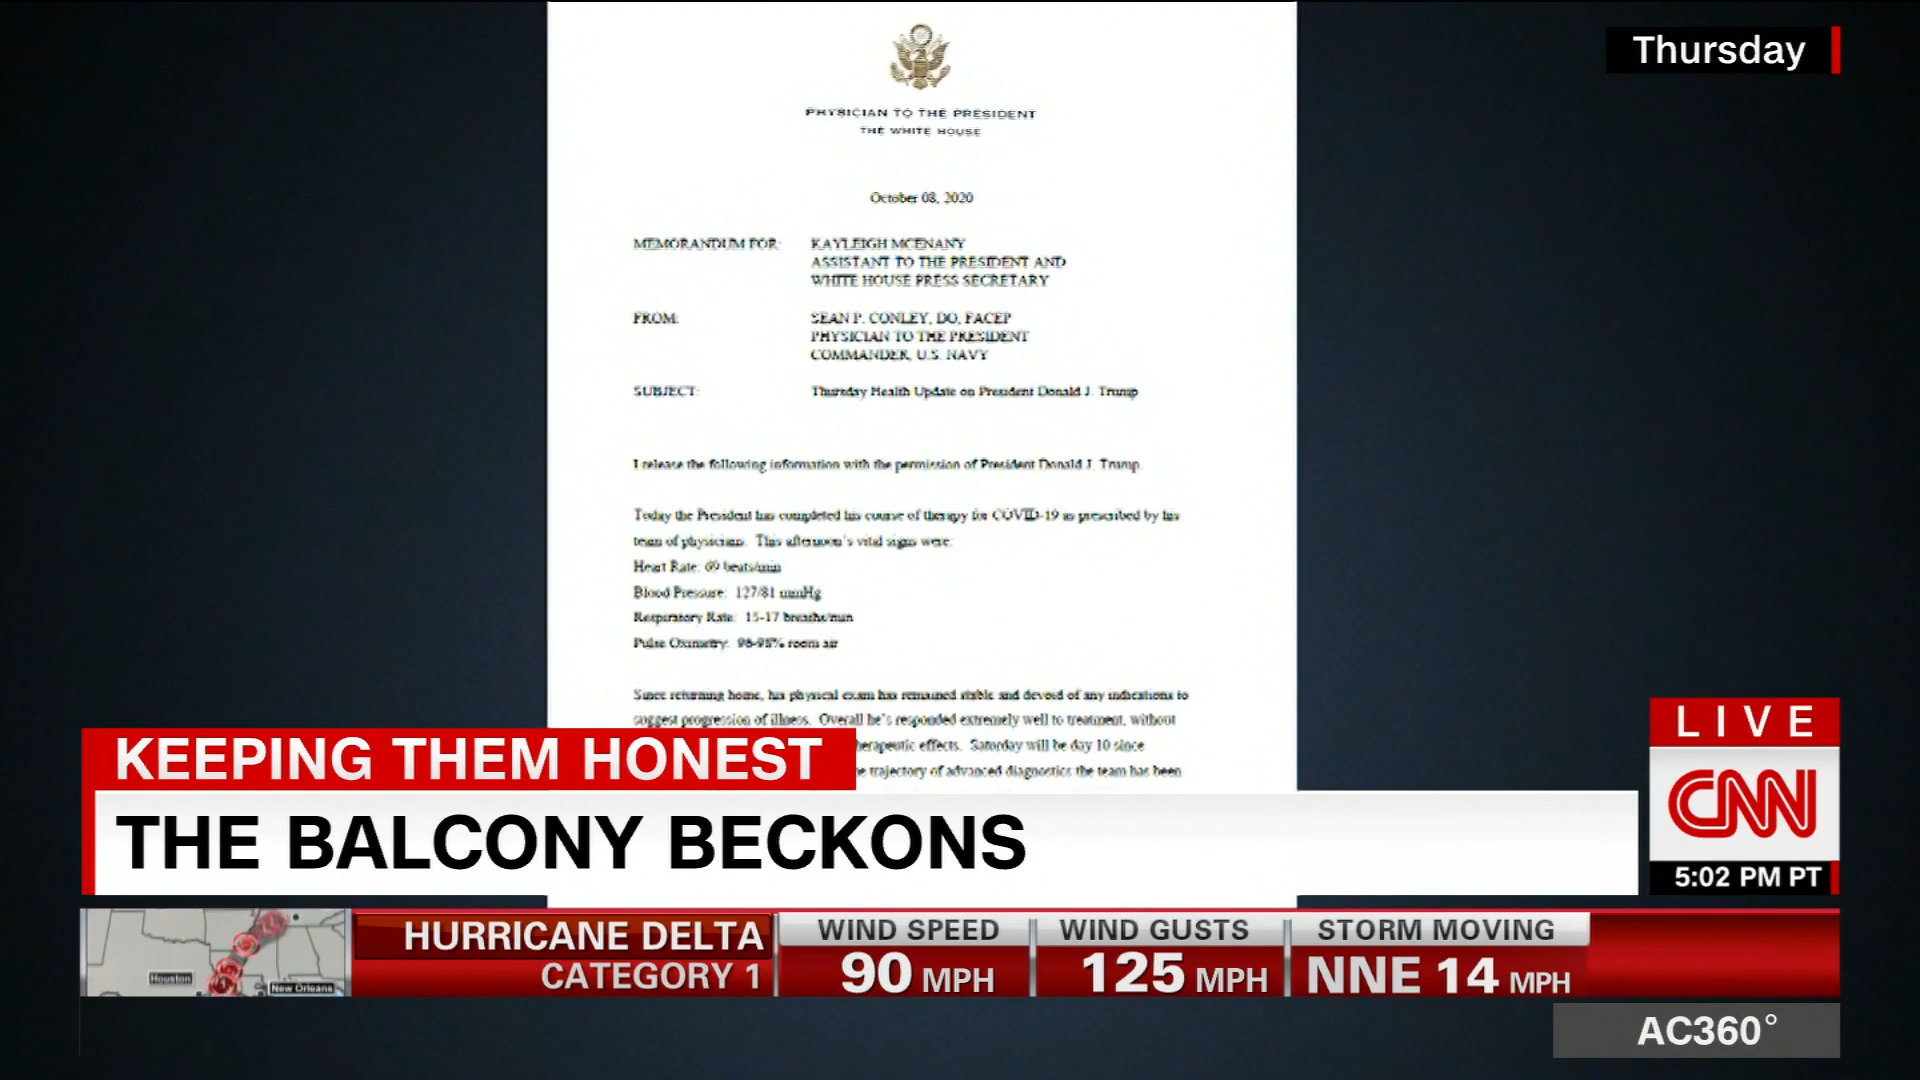 Thursday
PHYSICIAN TO THE PRESIDENT
THE WHITE HOUSE
October 08, 2020
MEMORANDUM FOR: KAYLEIGH MCENANY
ASSISTANT TO THE PRESIDENT AND
WHITE HOUSE PRESS SECRETARY
FROM: SEAN P. CONLEY, DO, FACEP
PHYSICIAN TO THE PRESIDENT
COMMANDER, U.S. NAVY
SUBJECT: Thursday Health Update on President Donald J. Trump
I release the following information with the permission of President Donald J. Trump.
Today the President has completed his course of therapy for COVID-19 as prescribed by his
team of physicians. This afternoon's vital signs were:
Heart Rate: 69 beats/min
Blood Pressure: 127/81 mmHg
Respiratory Rate: 15-17 breaths/min
Pulse Oximetry: 96-98% room air
Since returning home, his physical exam has remained stable and devoid of any indications to
suggest progression of illness. Overall he's responded extremely well to treatment, without
therapeutic effects. Saturday will be day 10 since
trajectory of advanced diagnostics the team has been
KEEPING THEM HONEST
THE BALCONY BECKONS
LIVE
CNN
5:02 PM PT
Houston
New Orleans
HURRICANE DELTA
CATEGORY 1
WIND SPEED
90 MPH
WIND GUSTS
125 MPH
STORM MOVING
NNE 14 MPH
AC360°